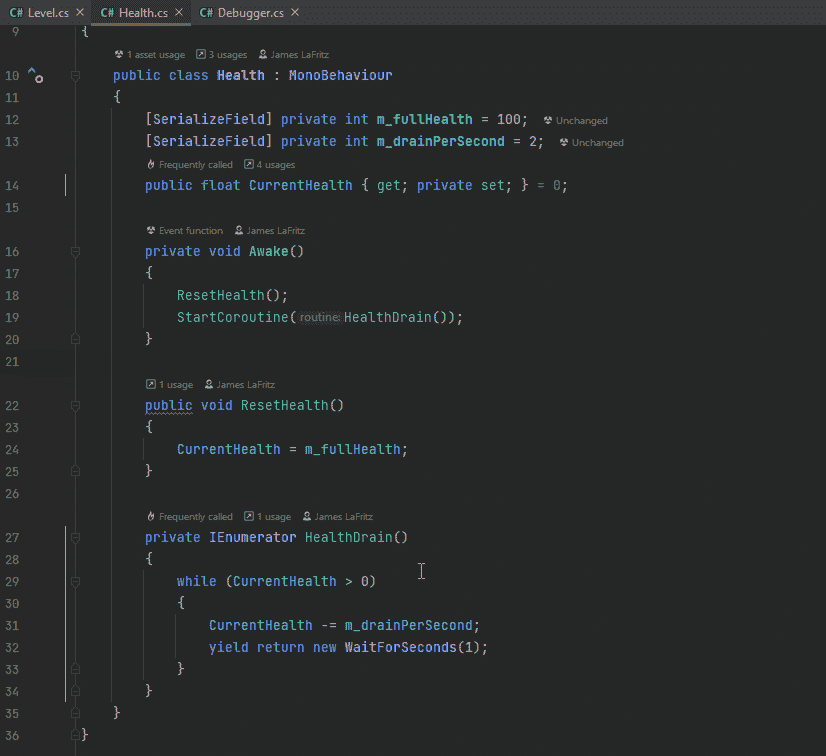 C# Level.cs × C# Health.cs × C# Debugger.cs ×
9 {
1 asset usage 3 usages James LaFritz
10 public class Health : MonoBehaviour
11 {
12 [SerializeField] private int m_fullHealth = 100; Unchanged
13 [SerializeField] private int m_drainPerSecond = 2; Unchanged
Frequently called 4 usages
14 public float CurrentHealth { get; private set; } = 0;
15
Event function James LaFritz
16 private void Awake()
17 {
18 ResetHealth();
19 StartCoroutine( routine: HealthDrain());
20 }
21
1 usage James LaFritz
22 public void ResetHealth()
23 {
24 CurrentHealth = m_fullHealth;
25 }
26
Frequently called 1 usage James LaFritz
27 private IEnumerator HealthDrain()
28 {
29 while (CurrentHealth > 0)
30 {
31 CurrentHealth -= m_drainPerSecond;
32 yield return new WaitForSeconds(1);
33 }
34 }
35 }
36 }